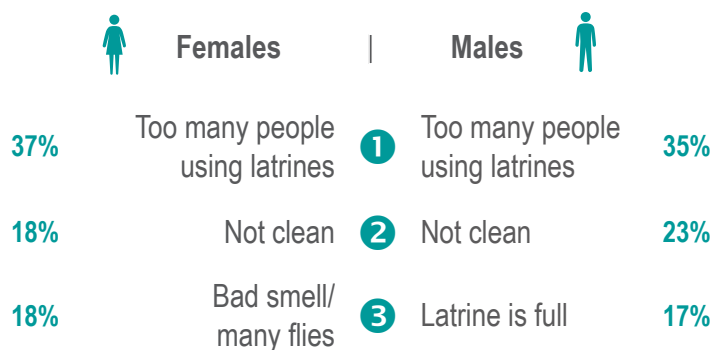 Females | Males
37% Too many people using latrines 1 Too many people using latrines 35%
18% Not clean 2 Not clean 23%
18% Bad smell/ many flies 3 Latrine is full 17%